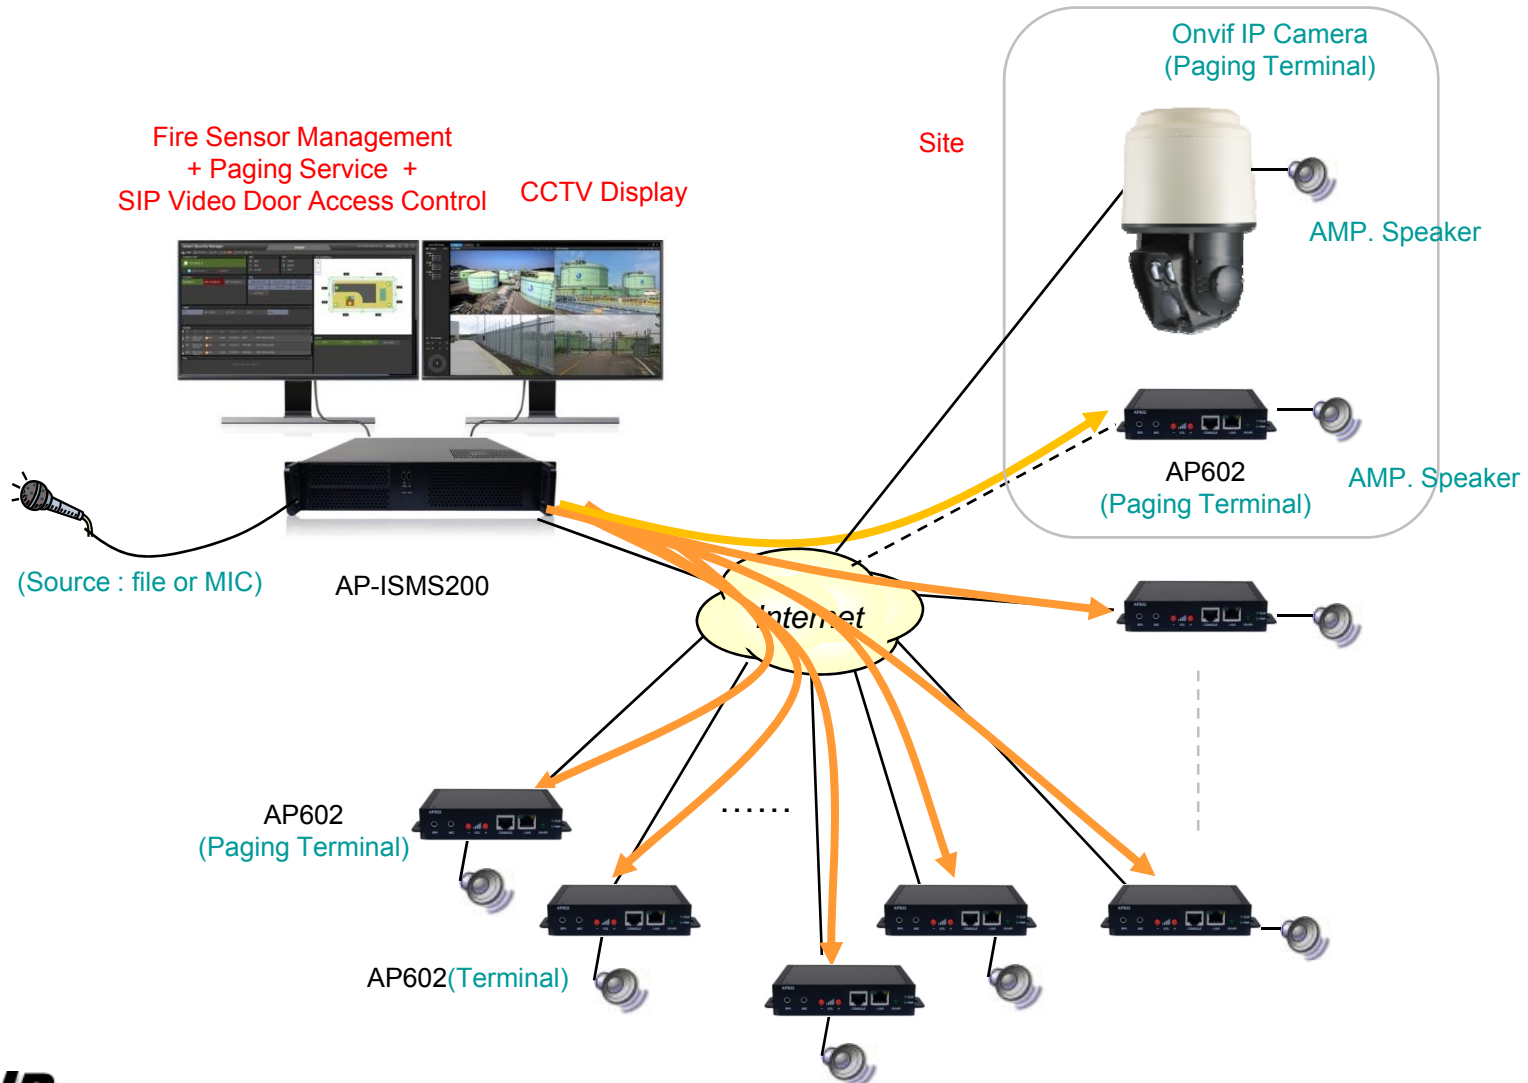 Onvif IP Camera
(Paging Terminal)
Fire Sensor Management
+ Paging Service +
SIP Video Door Access Control
CCTV Display
Site
AMP. Speaker
AP602
(Paging Terminal)
AMP. Speaker
(Source : file or MIC)
AP-ISMS200
Internet
AP602
(Paging Terminal)
......
AP602(Terminal)